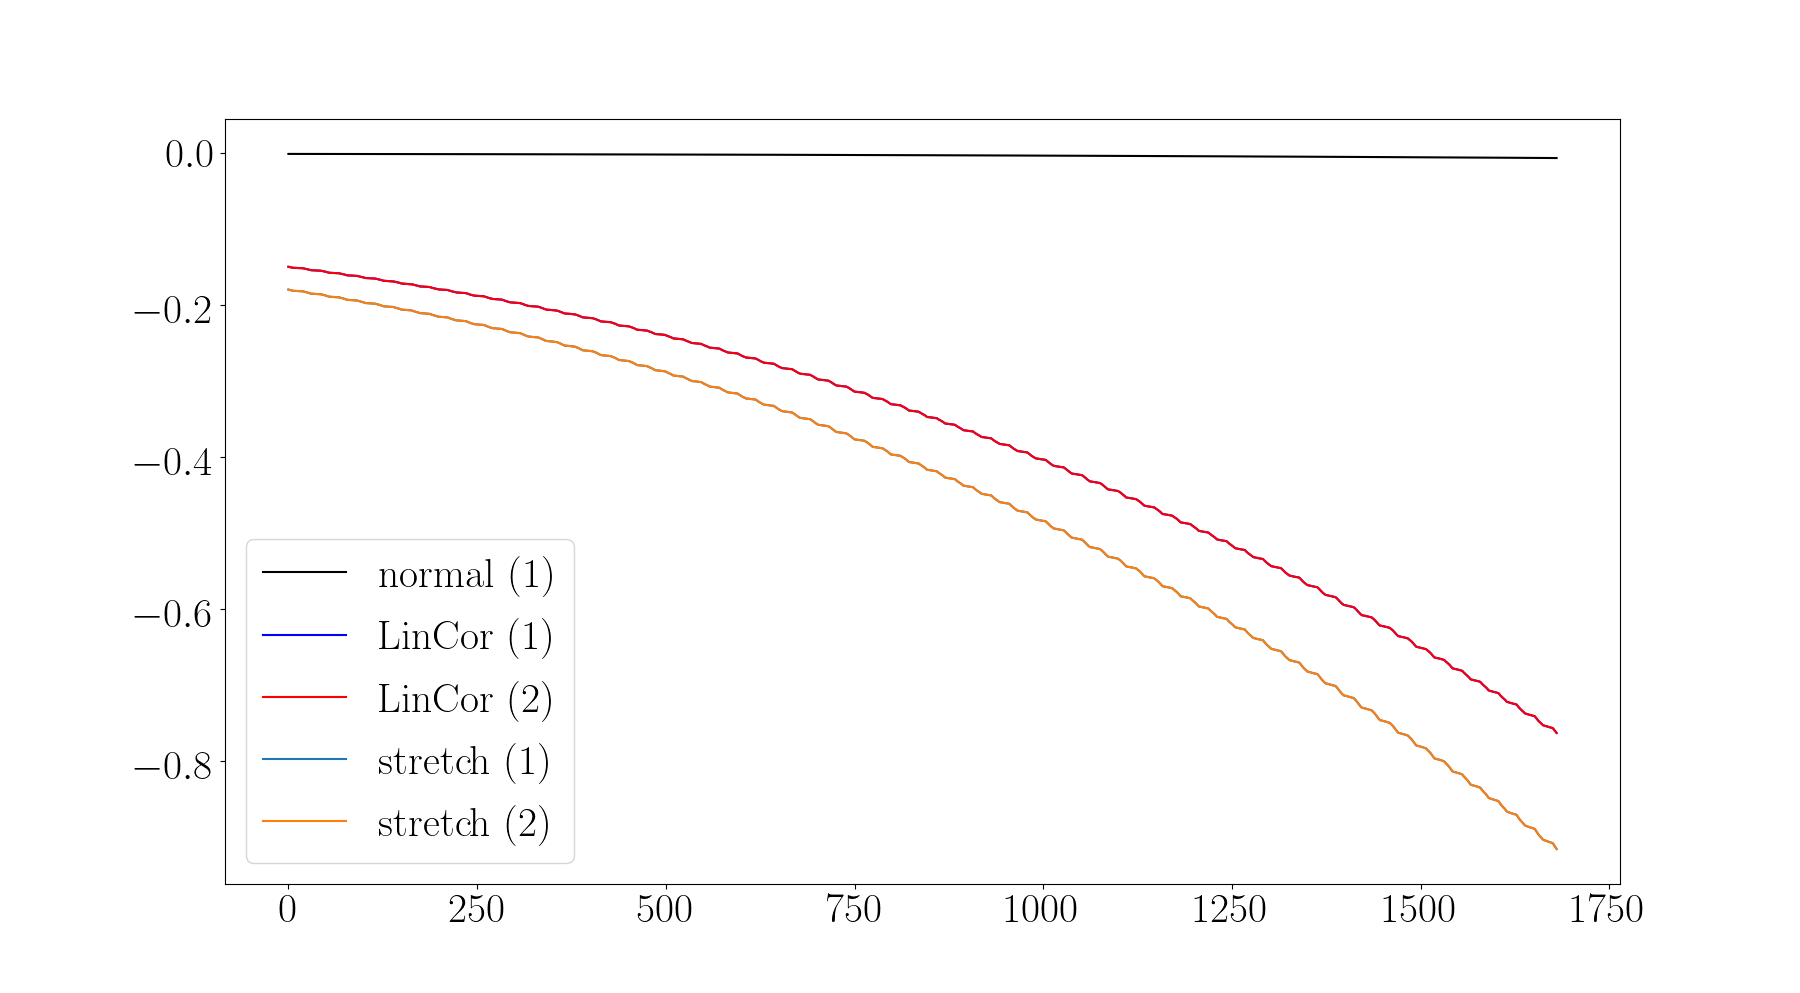 0.0
−0.2
−0.4
−0.6
−0.8
normal (1)
LinCor (1)
LinCor (2)
stretch (1)
stretch (2)
0 250 500 750 1000 1250 1500 1750